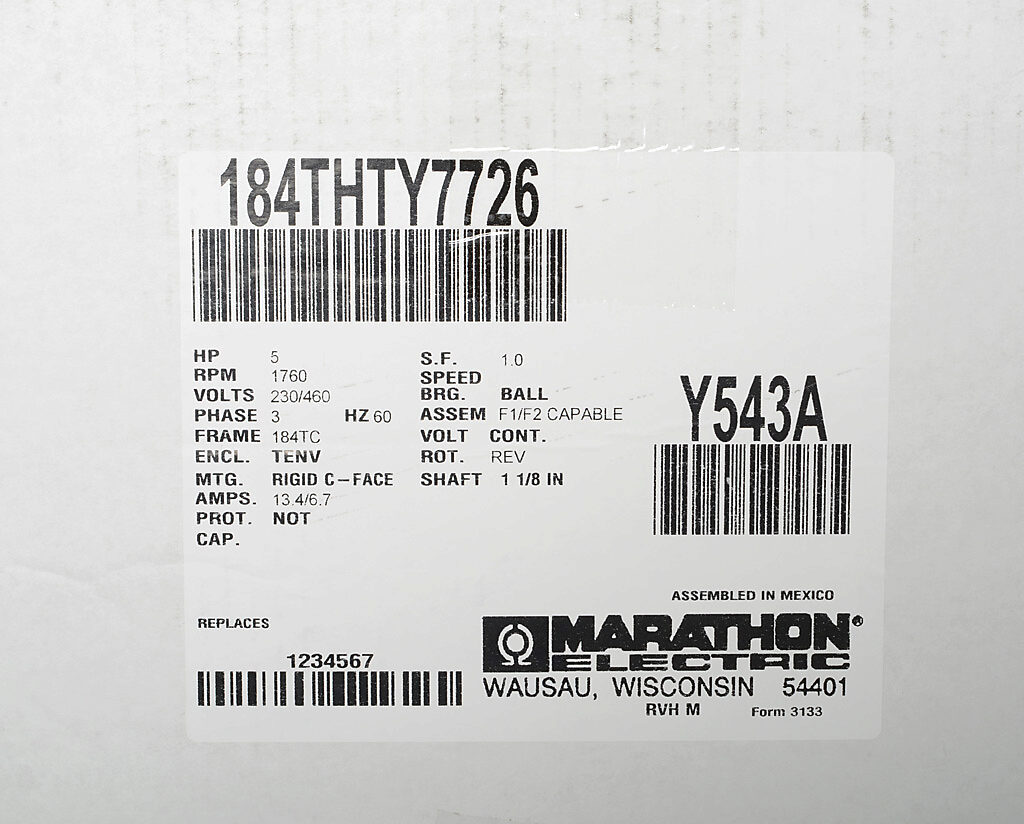 184THTY7726
HP 5 S.F. 1.0
RPM 1760 SPEED
VOLTS 230/460 BRG. BALL
PHASE 3 HZ 60 ASSEM F1/F2 CAPABLE
FRAME 184TC VOLT CONT.
ENCL. TENV ROT. REV
MTG. RIGID C-FACE SHAFT 1 1/8 IN
AMPS. 13.4/6.7
PROT. NOT
CAP.
Y543A
ASSEMBLED IN MEXICO
REPLACES
1234567
MARATHON®
ELECTRIC
WAUSAU, WISCONSIN 54401
RVH M Form 3133